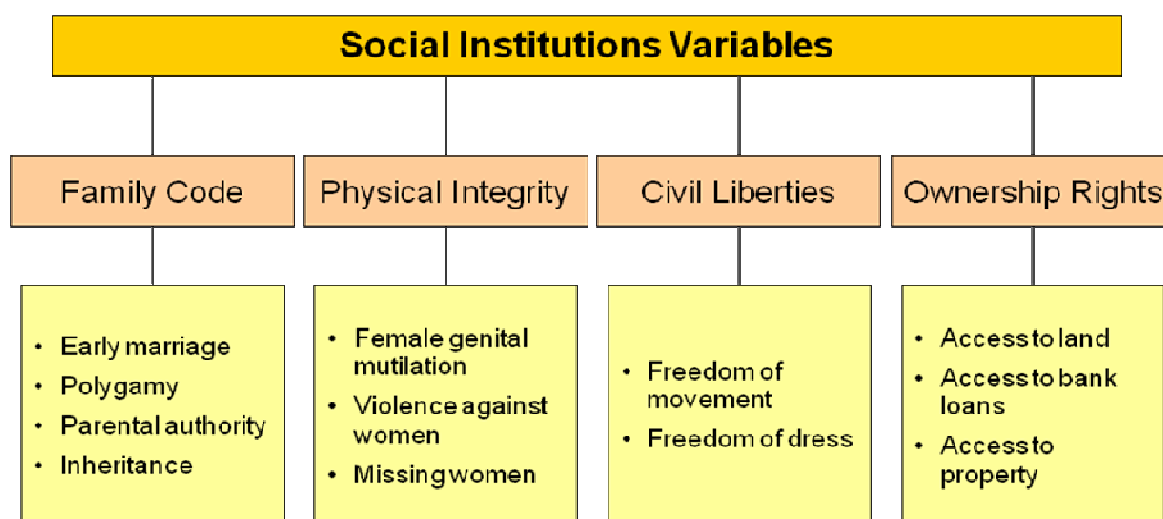 Social Institutions Variables
Family Code
Physical Integrity
Civil Liberties
Ownership Rights
• Early marriage
• Polygamy
• Parental authority
• Inheritance
• Female genital
mutilation
• Violence against
women
• Missing women
• Freedom of
movement
• Freedom of dress
• Access to land
• Access to bank
loans
• Access to
property